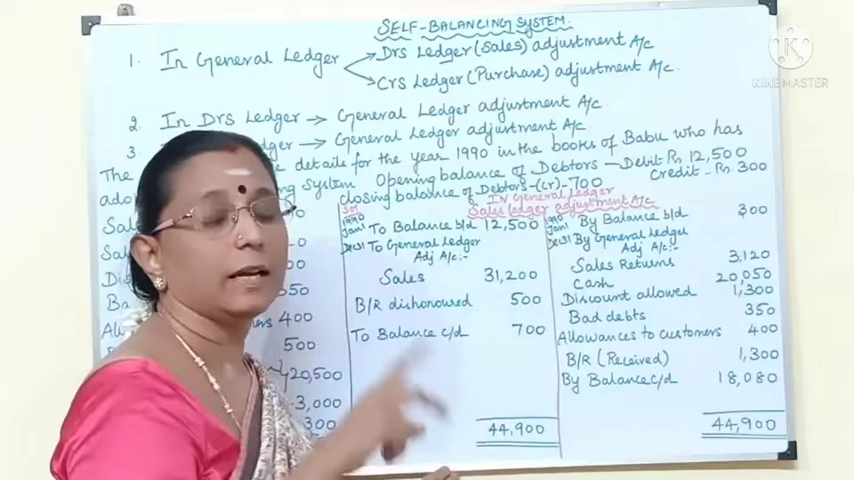 SELF-BALANCING SYSTEM.
1. In General Ledger
Drs Ledger (Sales) adjustment A/c
Crs Ledger (Purchase) adjustment A/c.
KINEMASTER
2. In Drs Ledger → General Ledger adjustment A/c.
3. Ledger → General Ledger adjustment A/c.
The details for the year 1990 in the books of Babu who has
System Opening balance of Debtors - Debit Rs 12,500
Credit - Rs 300
closing balance of Debtors - (Cr) - 700
In General Ledger
Sales Ledger adjustment A/c
1990
Jan 1 To Balance b/d 12,500
Dec 31 To General Ledger
Adj A/c:-
Sales 31,200
B/R dishonoured 500
To Balance c/d 700
44,900
1990
Jan 1 By Balance b/d 300
Dec 31 By General Ledger
Adj A/c:-
Sales Returns 3,120
Cash 20,050
Discount allowed 1,300
Bad debts 350
Allowances to customers 400
B/R (Received) 1,300
By Balance c/d 18,080
44,900
350
400
500
20,500
3,000
300